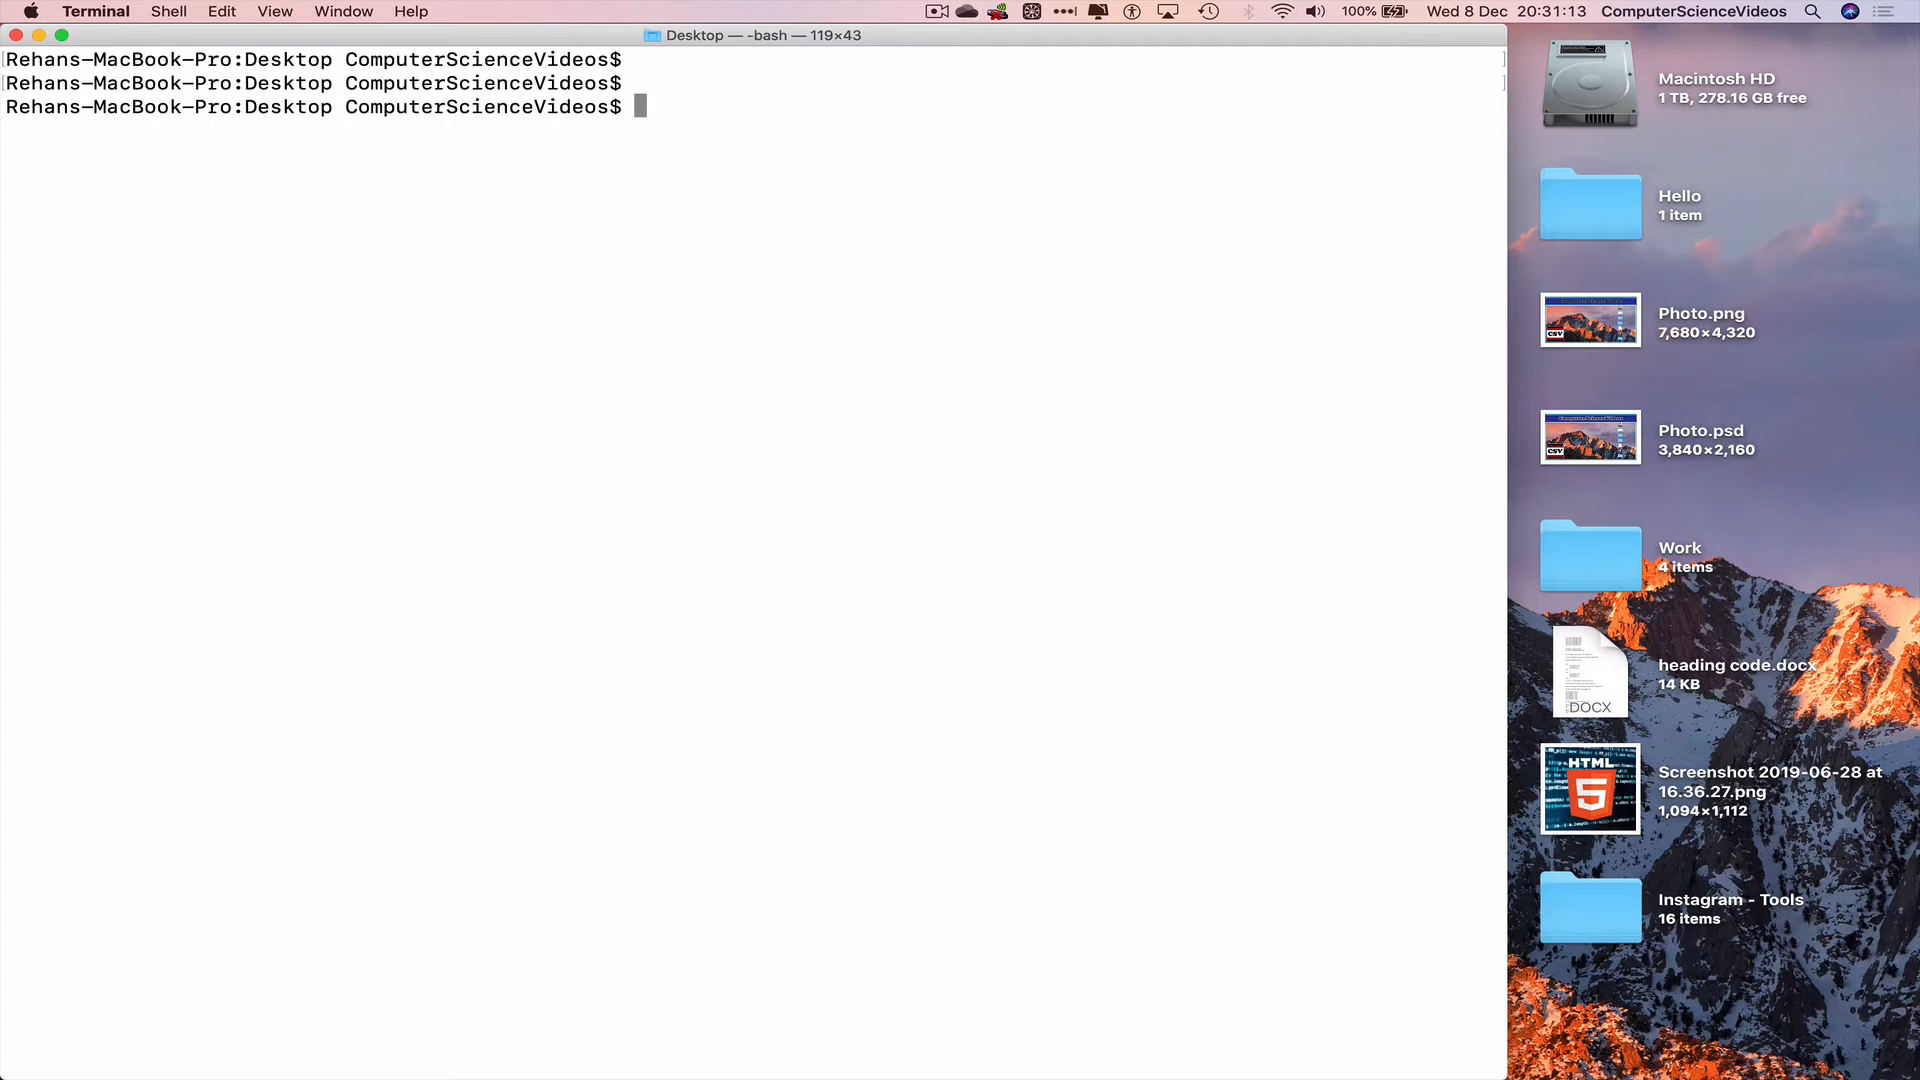 Terminal Shell Edit View Window Help 100% Wed 8 Dec 20:31:13 ComputerScienceVideos
Desktop — -bash — 119×43
Rehans-MacBook-Pro:Desktop ComputerScienceVideos$
Rehans-MacBook-Pro:Desktop ComputerScienceVideos$
Rehans-MacBook-Pro:Desktop ComputerScienceVideos$
Macintosh HD
1 TB, 278.16 GB free
Hello
1 item
CSV
Photo.png
7,680×4,320
ComputerScienceVideos
CSV
Photo.psd
3,840×2,160
Work
4 items
DOCX
heading code.docx
14 KB
HTML
5
Screenshot 2019-06-28 at
16.36.27.png
1,094×1,112
Instagram - Tools
16 items